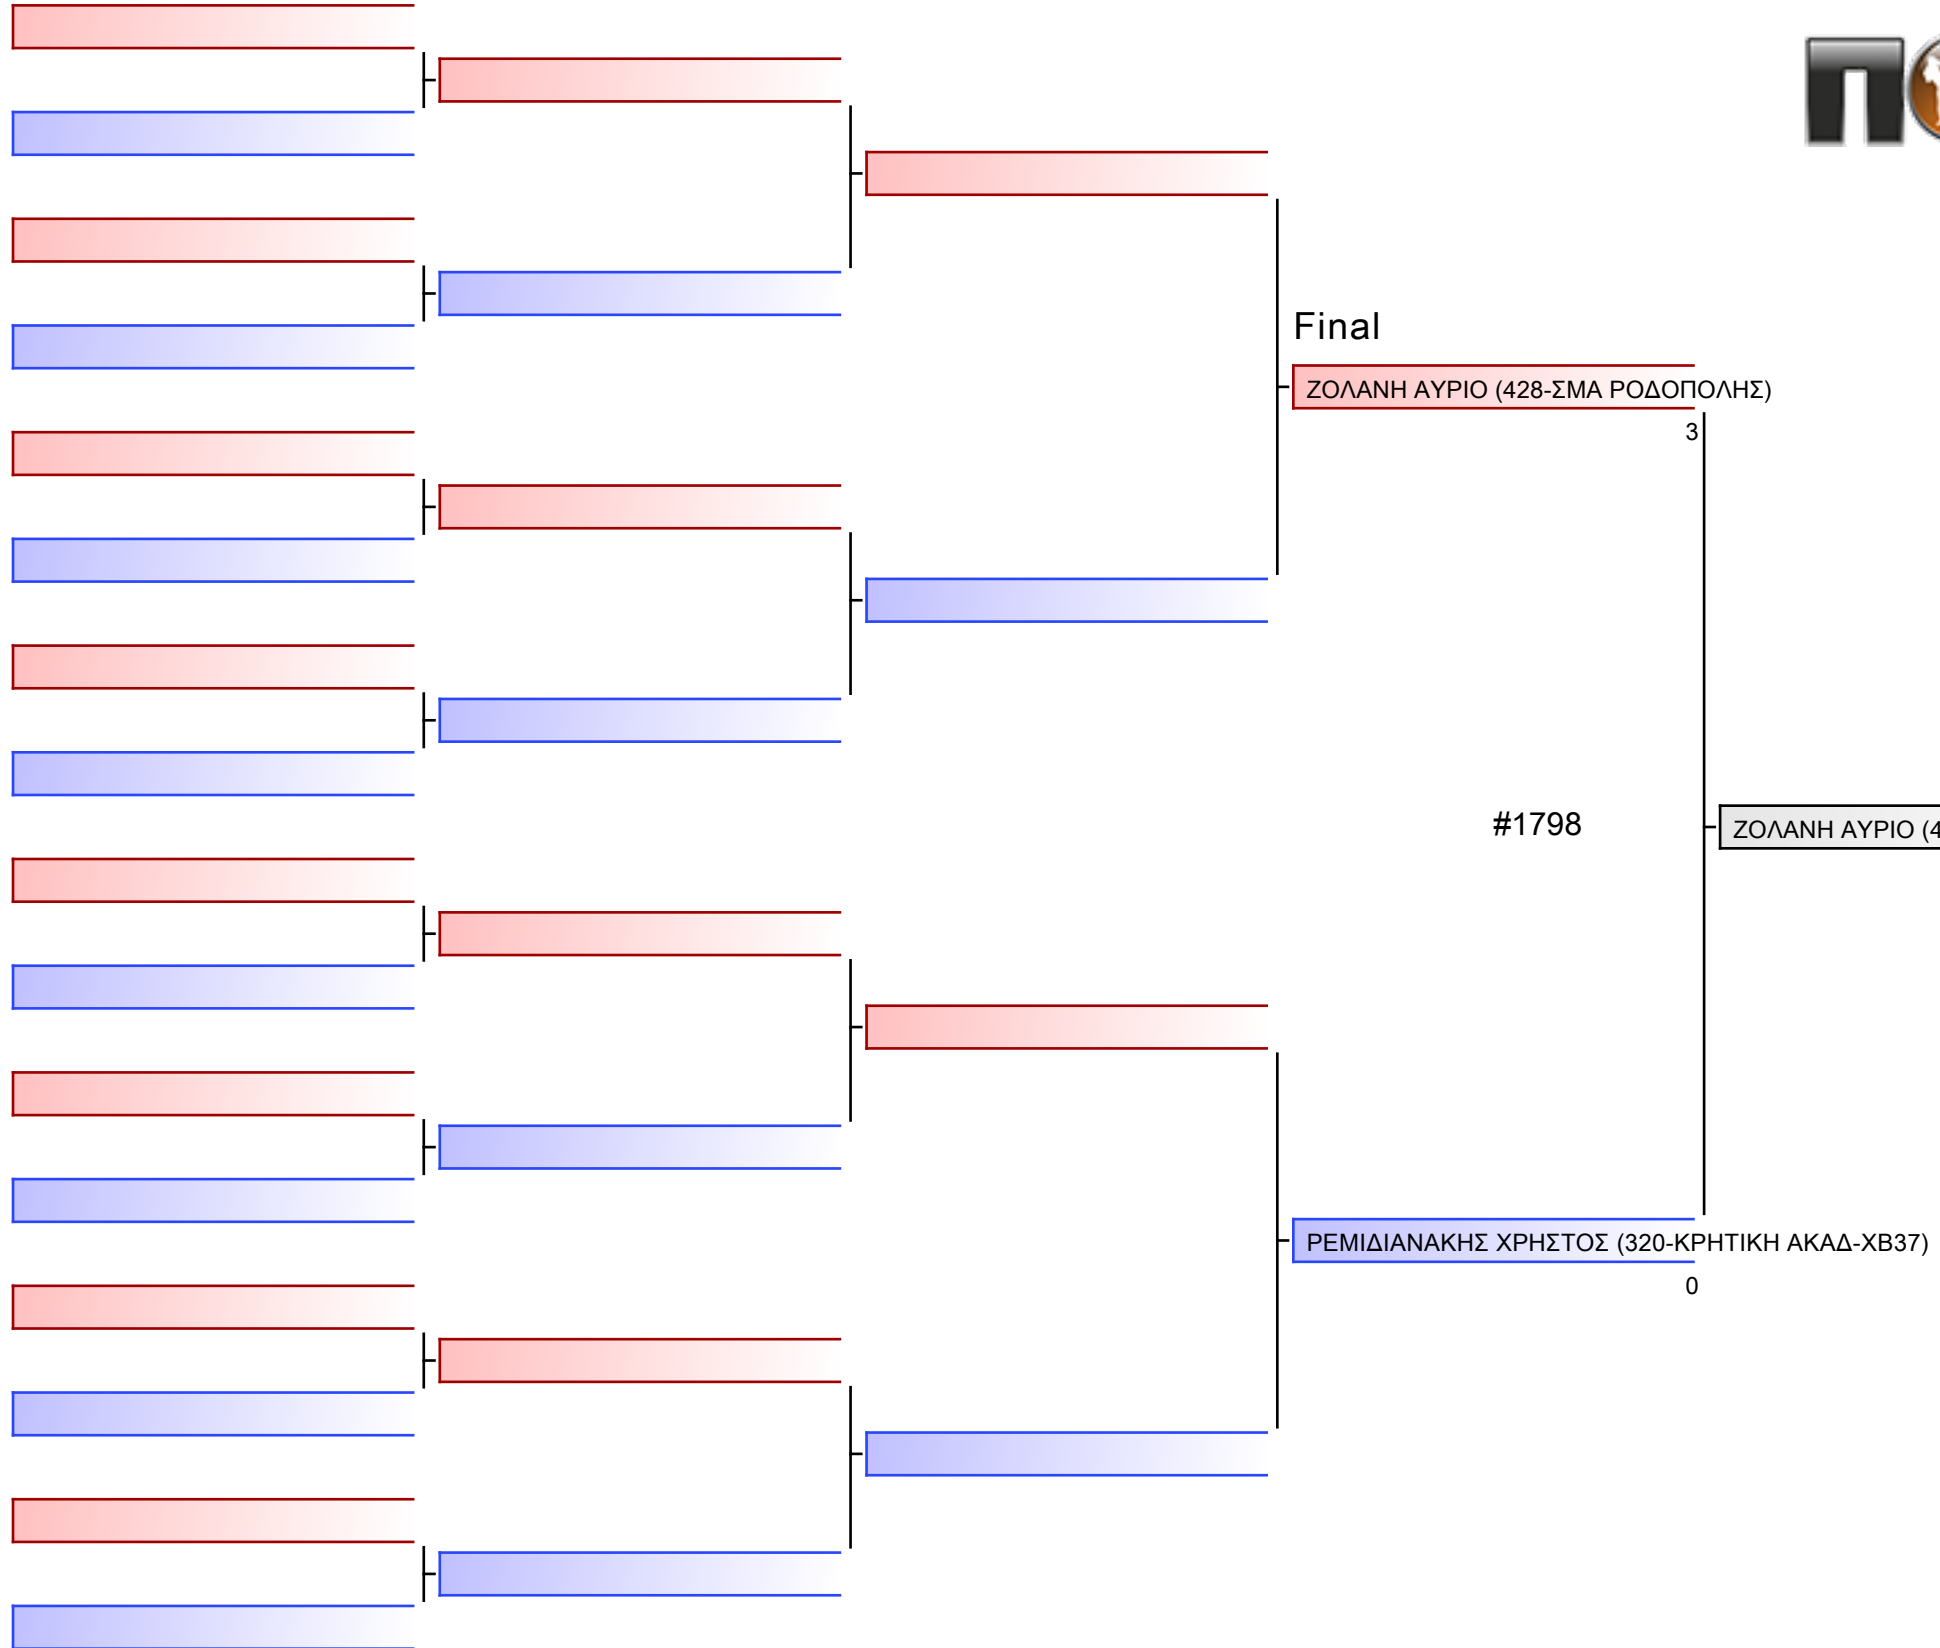 Final
ΖΟΛΑΝΗ ΑΥΡΙΟ (428-ΣΜΑ ΡΟΔΟΠΟΛΗΣ)
3
#1798
ΖΟΛΑΝΗ ΑΥΡΙΟ (4
ΡΕΜΙΔΙΑΝΑΚΗΣ ΧΡΗΣΤΟΣ (320-ΚΡΗΤΙΚΗ ΑΚΑΔ-ΧΒ37)
0